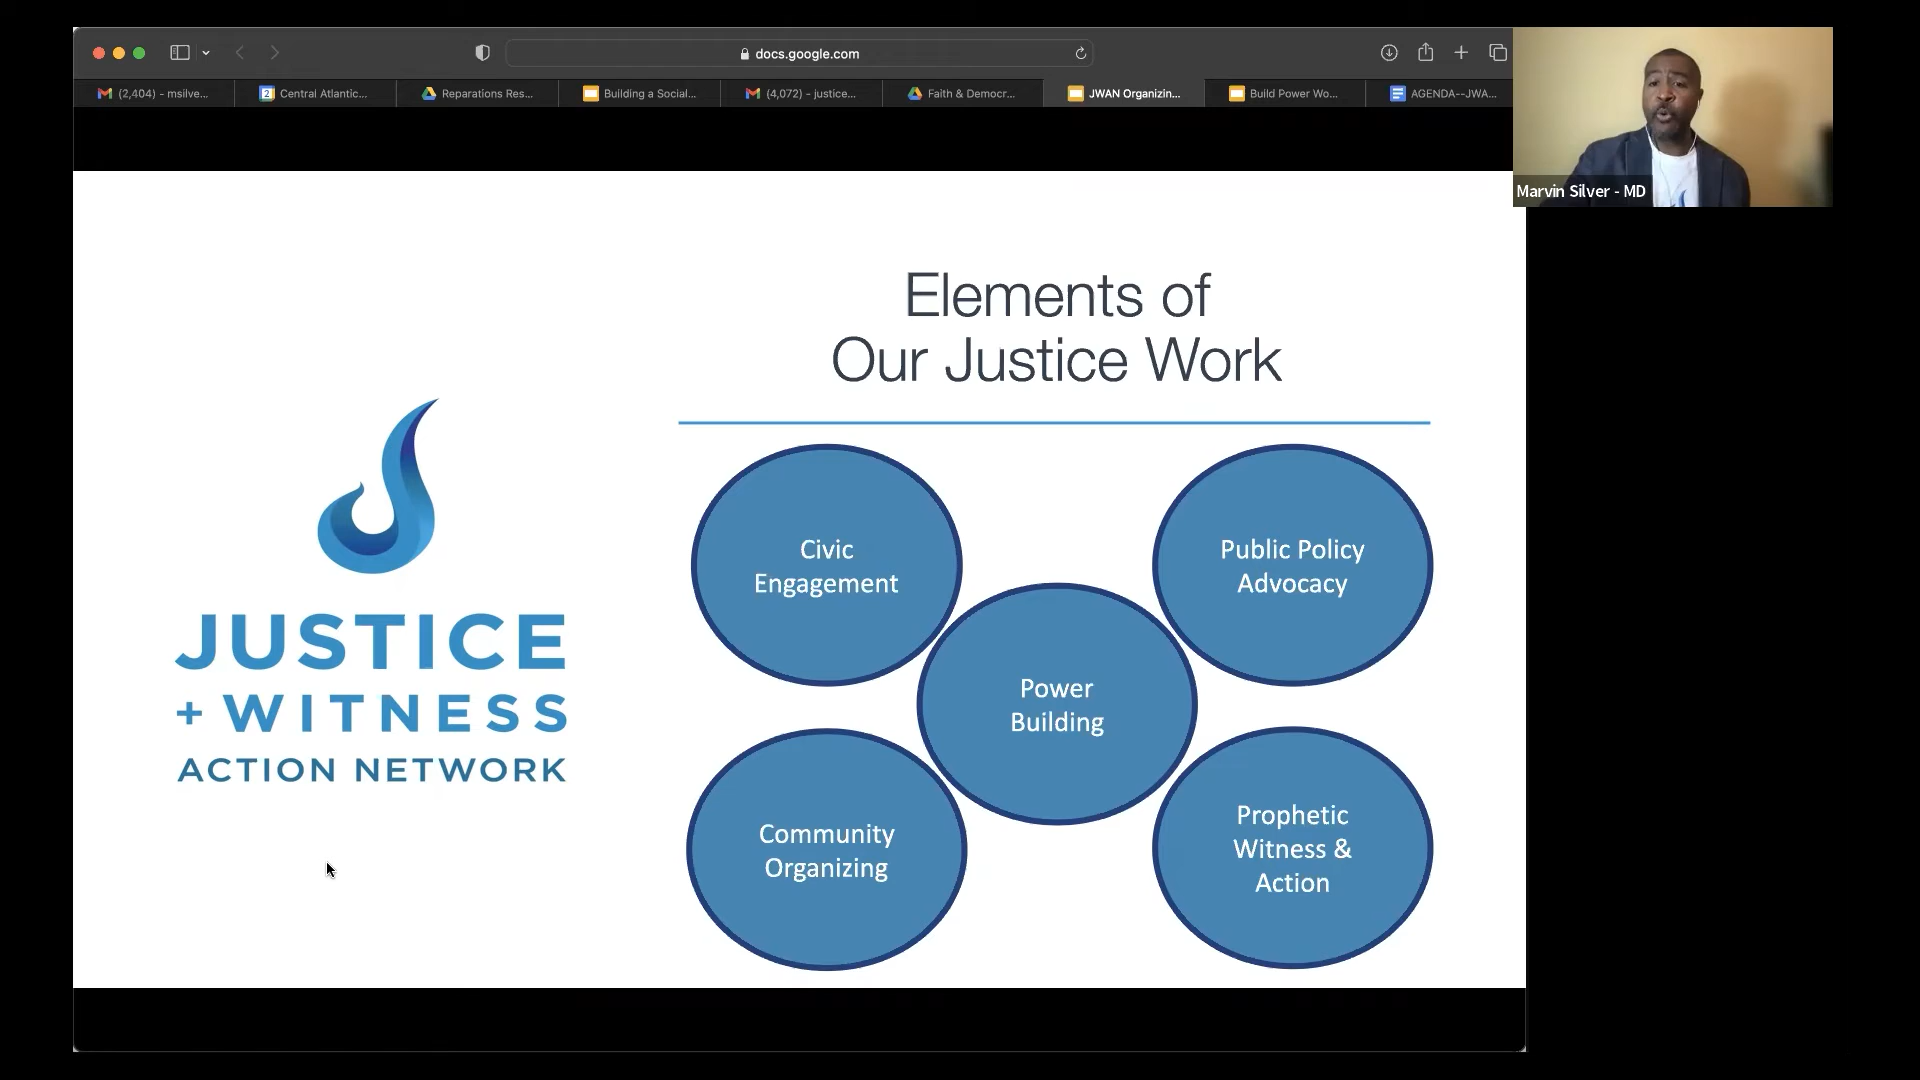 docs.google.com
(2,404) - msilve...
2
Central Atlantic...
Reparations Res...
Building a Social...
(4,072) - justice...
Faith & Democr...
JWAN Organizin...
Build Power Wo...
AGENDA--JWA...
Marvin Silver - MD
Elements of
Our Justice Work
JUSTICE
+ WITNESS
ACTION NETWORK
Civic
Engagement
Public Policy
Advocacy
Power
Building
Community
Organizing
Prophetic
Witness &
Action